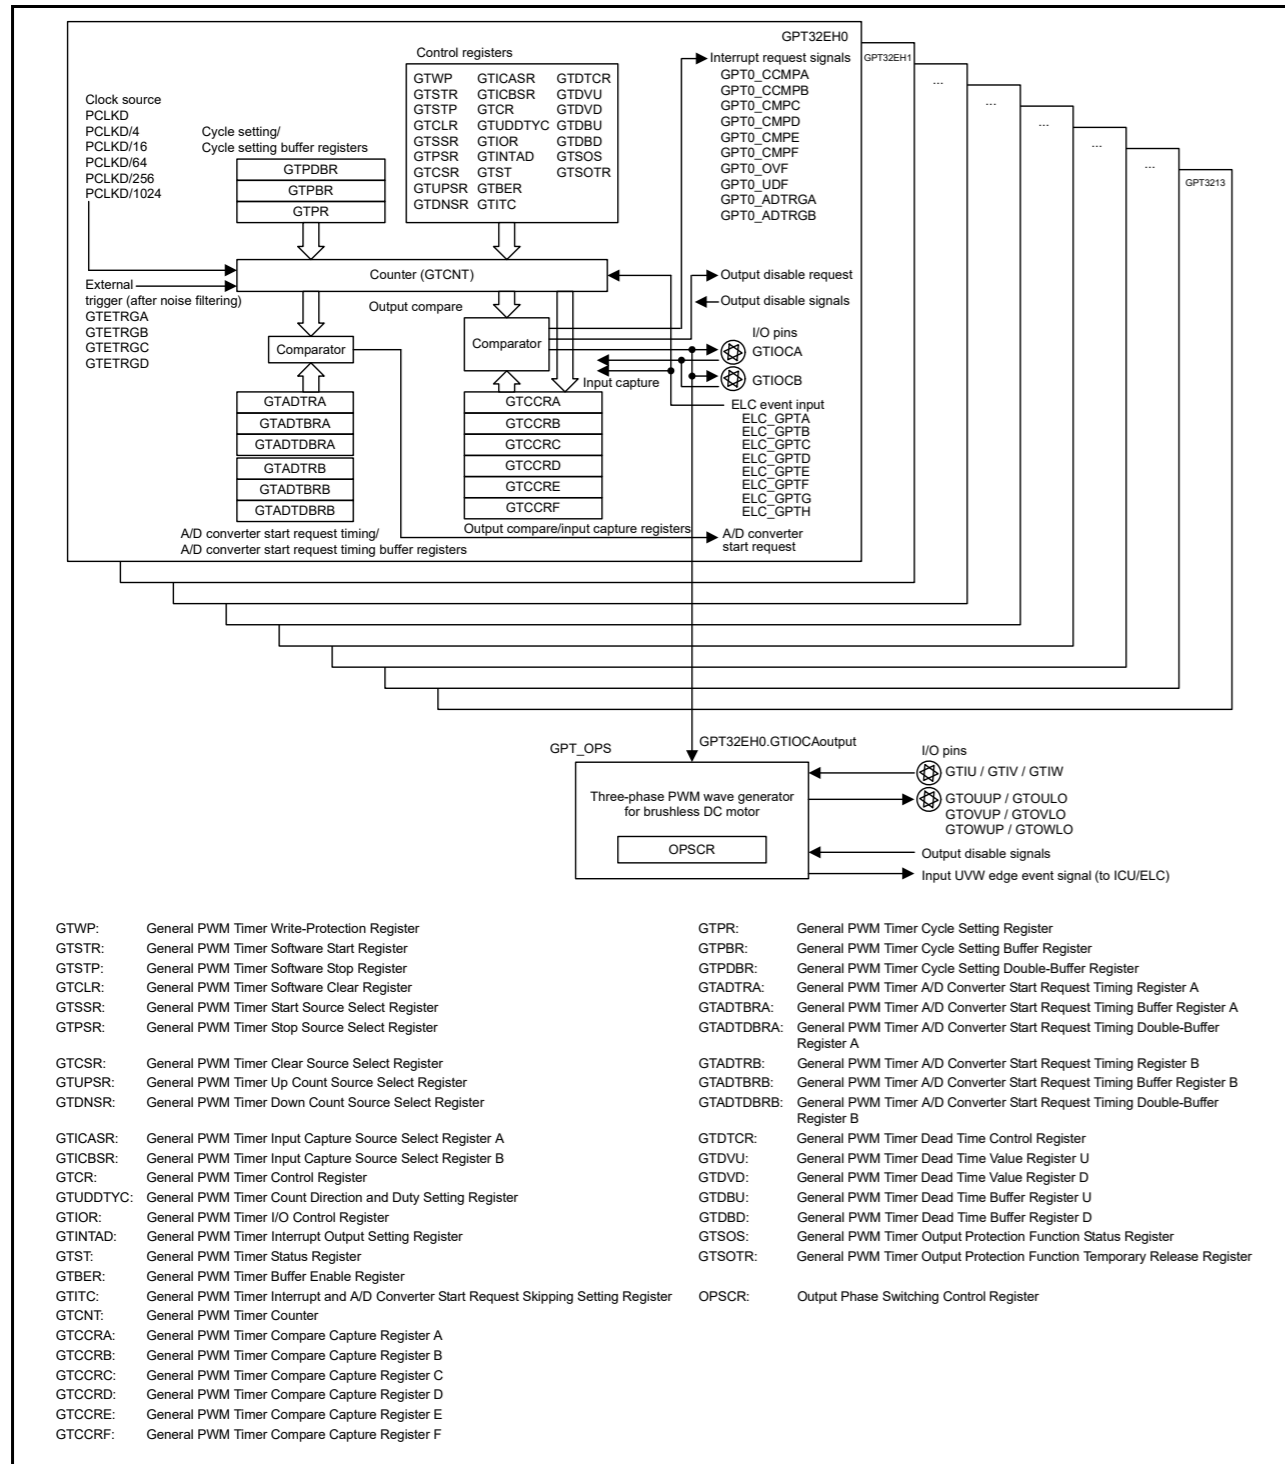 GPT32EH0
GPT32EH1
---
---
---
---
---
GPT3213
Control registers
GTWP GTICASR GTDTCR
GTSTR GTICBSR GTDVU
GTSTP GTCR GTDVD
GTCLR GTUDDTYC GTDBU
GTSSR GTIOR GTDBD
GTPSR GTINTAD GTSOS
GTCSR GTST GTSOTR
GTUPSR GTBER
GTDNSR GTITC
Interrupt request signals
GPT0_CCMPA
GPT0_CCMPB
GPT0_CMPC
GPT0_CMPD
GPT0_CMPE
GPT0_CMPF
GPT0_OVF
GPT0_UDF
GPT0_ADTRGA
GPT0_ADTRGB
Clock source
PCLKD
PCLKD/4
PCLKD/16
PCLKD/64
PCLKD/256
PCLKD/1024
Cycle setting/
Cycle setting buffer registers
GTPDBR
GTPBR
GTPR
Counter (GTCNT)
External
trigger (after noise filtering)
GTETRGA
GTETRGB
GTETRGC
GTETRGD
Output compare
Comparator
Comparator
Output disable request
Output disable signals
I/O pins
GTIOCA
GTIOCB
Input capture
ELC event input
ELC_GPTA
ELC_GPTB
ELC_GPTC
ELC_GPTD
ELC_GPTE
ELC_GPTF
ELC_GPTG
ELC_GPTH
GTADTRA
GTADTBRA
GTADTDBRA
GTADTRB
GTADTBRB
GTADTDBRB
GTCCRA
GTCCRB
GTCCRC
GTCCRD
GTCCRE
GTCCRF
Output compare/input capture registers
A/D converter start request timing/
A/D converter start request timing buffer registers
A/D converter
start request
GPT_OPS
GPT32EH0.GTIOCAoutput
Three-phase PWM wave generator
for brushless DC motor
OPSCR
I/O pins
GTIU / GTIV / GTIW
GTOUUP / GTOULO
GTOVUP / GTOVLO
GTOWUP / GTOWLO
Output disable signals
Input UVW edge event signal (to ICU/ELC)
GTWP: General PWM Timer Write-Protection Register
GTSTR: General PWM Timer Software Start Register
GTSTP: General PWM Timer Software Stop Register
GTCLR: General PWM Timer Software Clear Register
GTSSR: General PWM Timer Start Source Select Register
GTPSR: General PWM Timer Stop Source Select Register
GTCSR: General PWM Timer Clear Source Select Register
GTUPSR: General PWM Timer Up Count Source Select Register
GTDNSR: General PWM Timer Down Count Source Select Register
GTICASR: General PWM Timer Input Capture Source Select Register A
GTICBSR: General PWM Timer Input Capture Source Select Register B
GTCR: General PWM Timer Control Register
GTUDDTYC: General PWM Timer Count Direction and Duty Setting Register
GTIOR: General PWM Timer I/O Control Register
GTINTAD: General PWM Timer Interrupt Output Setting Register
GTST: General PWM Timer Status Register
GTBER: General PWM Timer Buffer Enable Register
GTITC: General PWM Timer Interrupt and A/D Converter Start Request Skipping Setting Register
GTCNT: General PWM Timer Counter
GTCCRA: General PWM Timer Compare Capture Register A
GTCCRB: General PWM Timer Compare Capture Register B
GTCCRC: General PWM Timer Compare Capture Register C
GTCCRD: General PWM Timer Compare Capture Register D
GTCCRE: General PWM Timer Compare Capture Register E
GTCCRF: General PWM Timer Compare Capture Register F
GTPR: General PWM Timer Cycle Setting Register
GTPBR: General PWM Timer Cycle Setting Buffer Register
GTPDBR: General PWM Timer Cycle Setting Double-Buffer Register
GTADTRA: General PWM Timer A/D Converter Start Request Timing Register A
GTADTBRA: General PWM Timer A/D Converter Start Request Timing Buffer Register A
GTADTDBRA: General PWM Timer A/D Converter Start Request Timing Double-Buffer
Register A
GTADTRB: General PWM Timer A/D Converter Start Request Timing Register B
GTADTBRB: General PWM Timer A/D Converter Start Request Timing Buffer Register B
GTADTDBRB: General PWM Timer A/D Converter Start Request Timing Double-Buffer
Register B
GTDTCR: General PWM Timer Dead Time Control Register
GTDVU: General PWM Timer Dead Time Value Register U
GTDVD: General PWM Timer Dead Time Value Register D
GTDBU: General PWM Timer Dead Time Buffer Register U
GTDBD: General PWM Timer Dead Time Buffer Register D
GTSOS: General PWM Timer Output Protection Function Status Register
GTSOTR: General PWM Timer Output Protection Function Temporary Release Register
OPSCR: Output Phase Switching Control Register